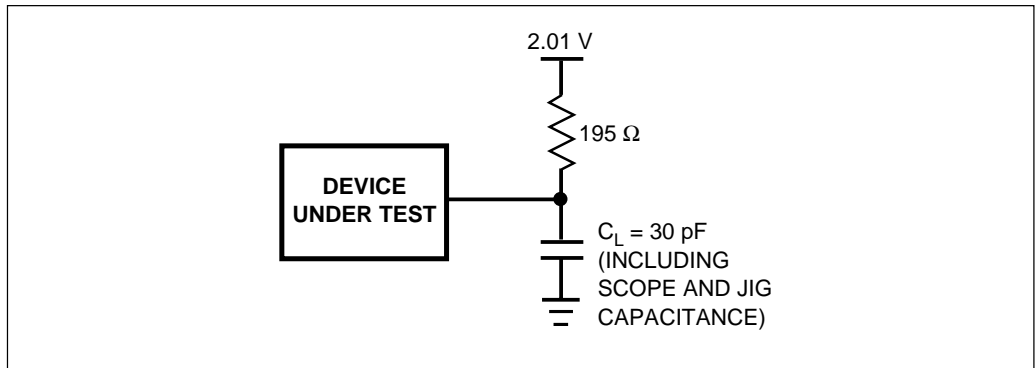 2.01 V
195 Ω
DEVICE
UNDER TEST
C_L = 30 pF
(INCLUDING
SCOPE AND JIG
CAPACITANCE)